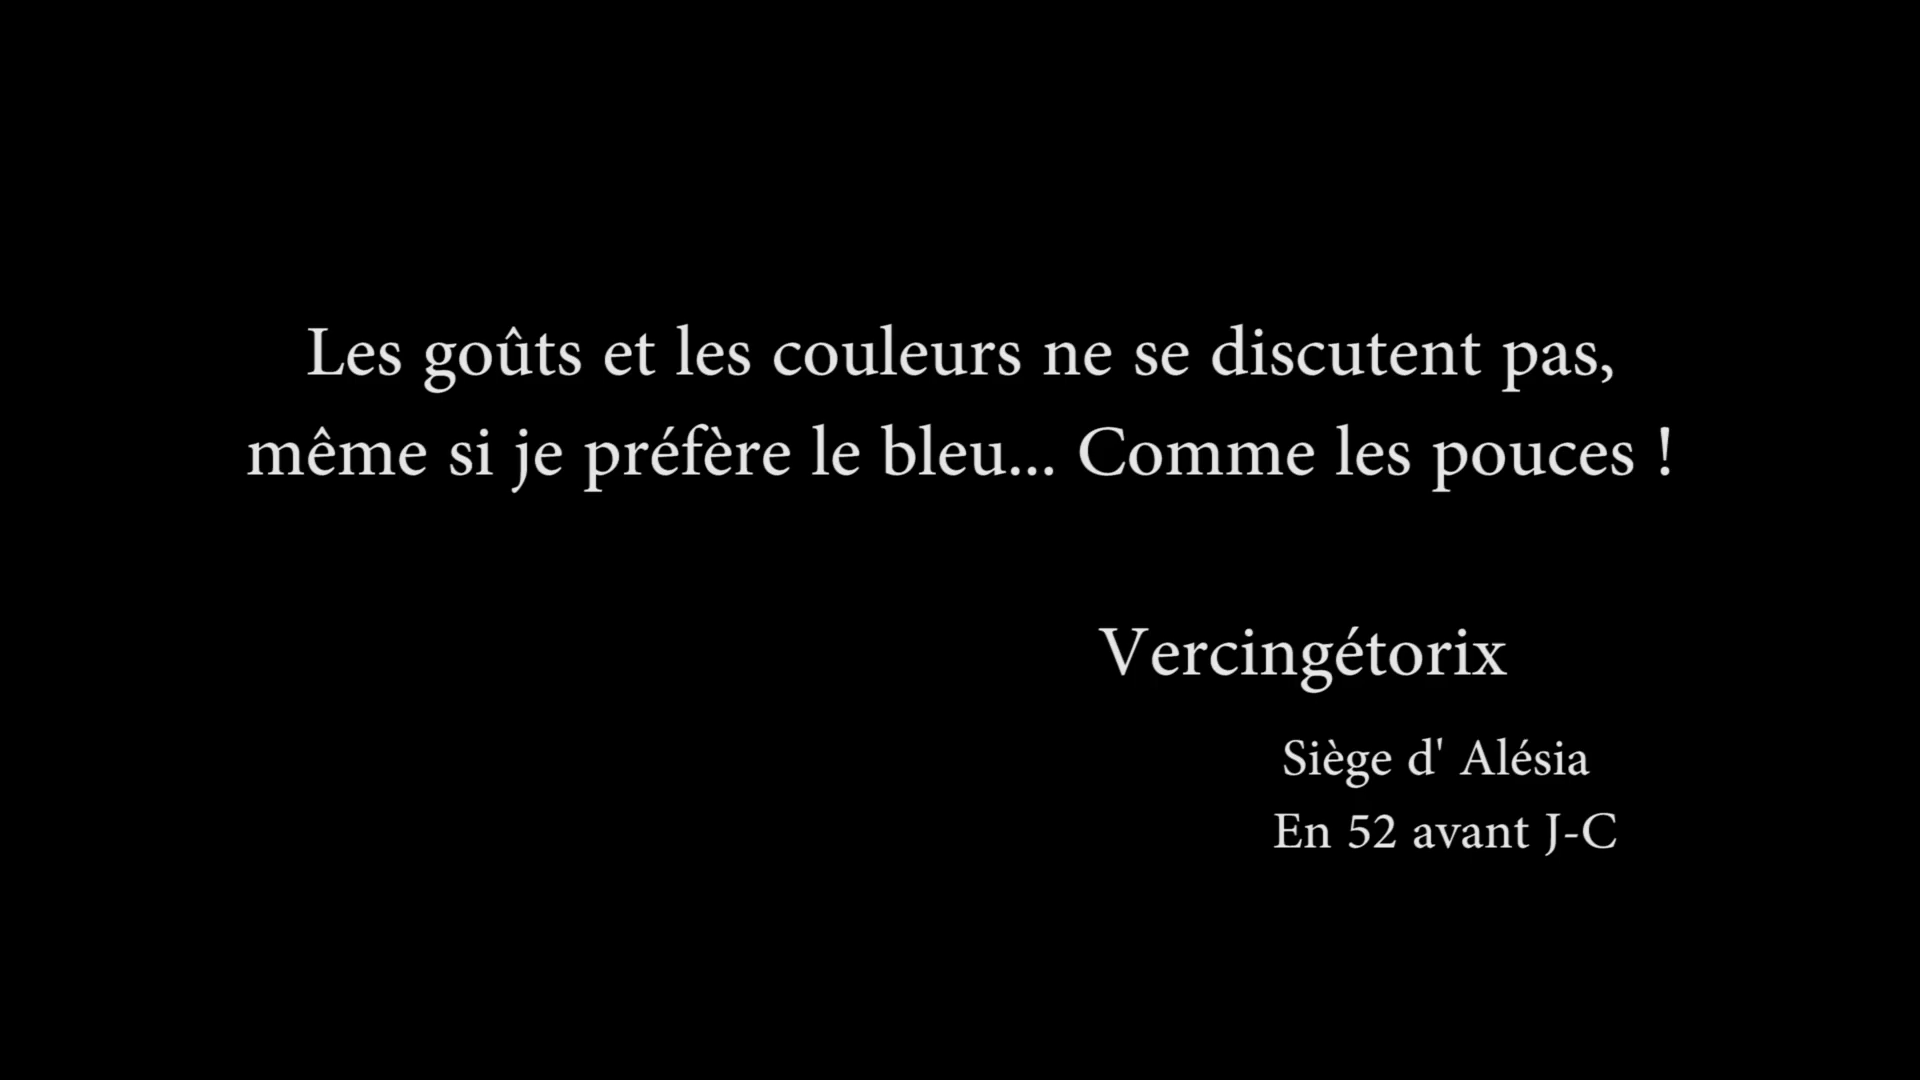 Les goûts et les couleurs ne se discutent pas,
même si je préfère le bleu... Comme les pouces !
Vercingétorix
Siège d' Alésia
En 52 avant J-C